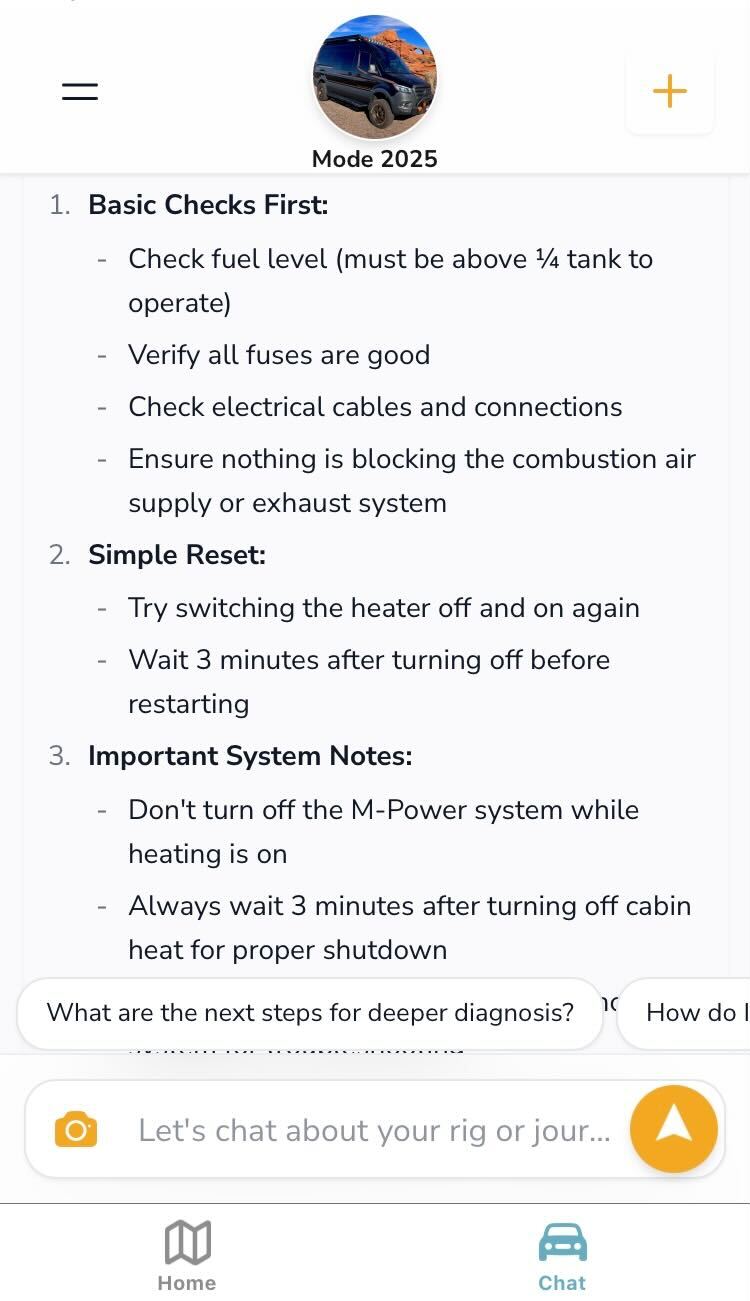 Mode 2025
1. Basic Checks First:
- Check fuel level (must be above ¼ tank to
operate)
- Verify all fuses are good
- Check electrical cables and connections
- Ensure nothing is blocking the combustion air
supply or exhaust system
2. Simple Reset:
- Try switching the heater off and on again
- Wait 3 minutes after turning off before
restarting
3. Important System Notes:
- Don't turn off the M-Power system while
heating is on
- Always wait 3 minutes after turning off cabin
heat for proper shutdown
What are the next steps for deeper diagnosis?
How do I
Let's chat about your rig or jour...
Home
Chat